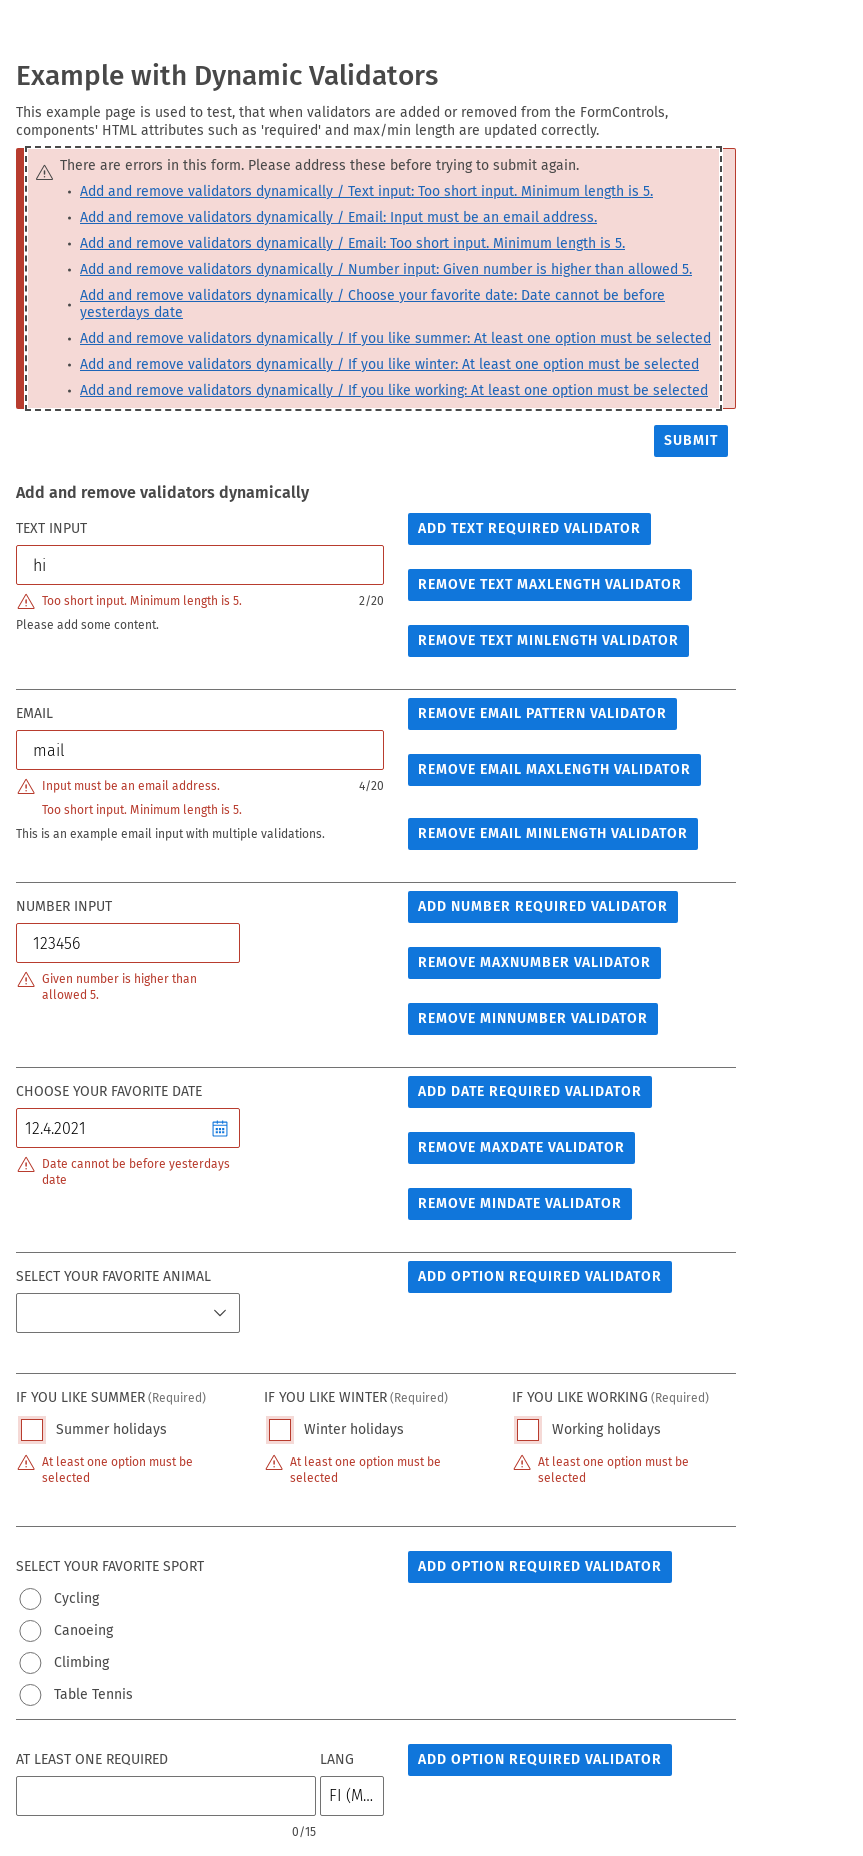 Example with Dynamic Validators
This example page is used to test, that when validators are added or removed from the FormControls,
components' HTML attributes such as 'required' and max/min length are updated correctly.
There are errors in this form. Please address these before trying to submit again.
Add and remove validators dynamically / Text input: Too short input. Minimum length is 5.
Add and remove validators dynamically / Email: Input must be an email address.
Add and remove validators dynamically / Email: Too short input. Minimum length is 5.
Add and remove validators dynamically / Number input: Given number is higher than allowed 5.
Add and remove validators dynamically / Choose your favorite date: Date cannot be before
yesterdays date
Add and remove validators dynamically / If you like summer: At least one option must be selected
Add and remove validators dynamically / If you like winter: At least one option must be selected
Add and remove validators dynamically / If you like working: At least one option must be selected
SUBMIT
Add and remove validators dynamically
TEXT INPUT
hi
Too short input. Minimum length is 5.
2/20
Please add some content.
ADD TEXT REQUIRED VALIDATOR
REMOVE TEXT MAXLENGTH VALIDATOR
REMOVE TEXT MINLENGTH VALIDATOR
EMAIL
mail
Input must be an email address.
4/20
Too short input. Minimum length is 5.
This is an example email input with multiple validations.
REMOVE EMAIL PATTERN VALIDATOR
REMOVE EMAIL MAXLENGTH VALIDATOR
REMOVE EMAIL MINLENGTH VALIDATOR
NUMBER INPUT
123456
Given number is higher than
allowed 5.
ADD NUMBER REQUIRED VALIDATOR
REMOVE MAXNUMBER VALIDATOR
REMOVE MINNUMBER VALIDATOR
CHOOSE YOUR FAVORITE DATE
12.4.2021
Date cannot be before yesterdays
date
ADD DATE REQUIRED VALIDATOR
REMOVE MAXDATE VALIDATOR
REMOVE MINDATE VALIDATOR
SELECT YOUR FAVORITE ANIMAL
ADD OPTION REQUIRED VALIDATOR
IF YOU LIKE SUMMER (Required)
Summer holidays
At least one option must be
selected
IF YOU LIKE WINTER (Required)
Winter holidays
At least one option must be
selected
IF YOU LIKE WORKING (Required)
Working holidays
At least one option must be
selected
SELECT YOUR FAVORITE SPORT
Cycling
Canoeing
Climbing
Table Tennis
ADD OPTION REQUIRED VALIDATOR
AT LEAST ONE REQUIRED
0/15
LANG
FI (M...
ADD OPTION REQUIRED VALIDATOR